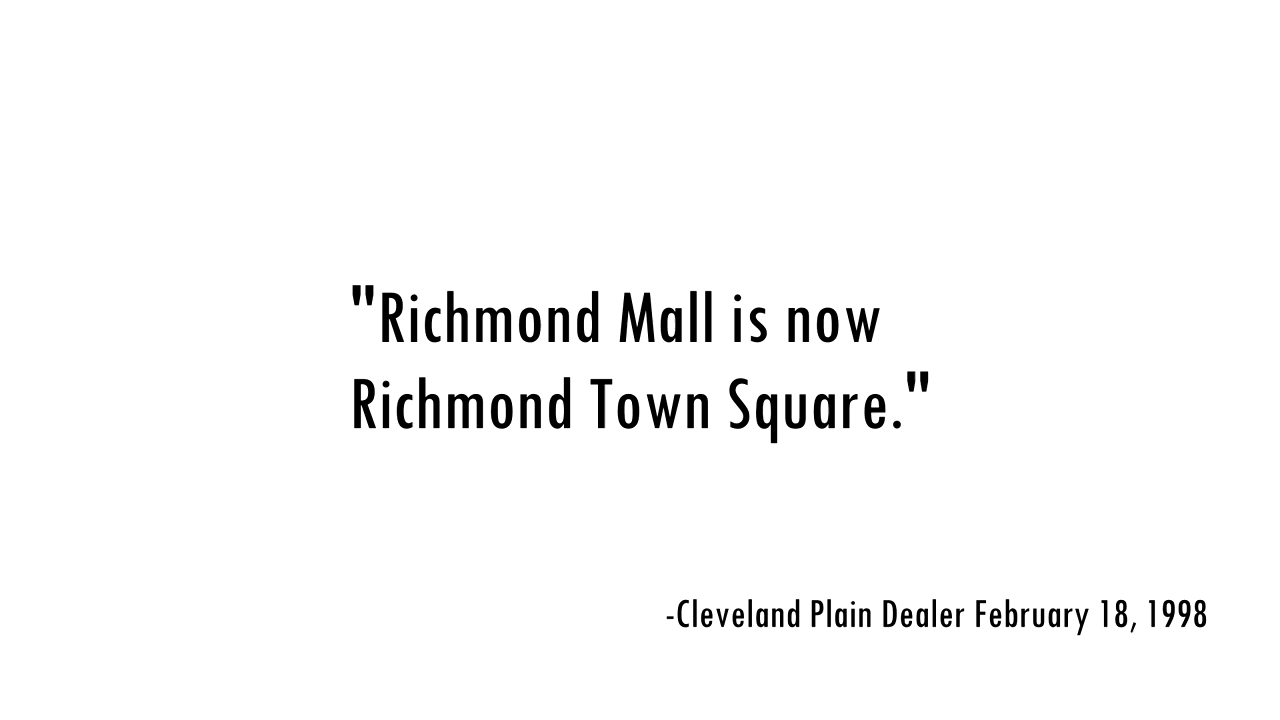 "Richmond Mall is now
Richmond Town Square."
-Cleveland Plain Dealer February 18, 1998